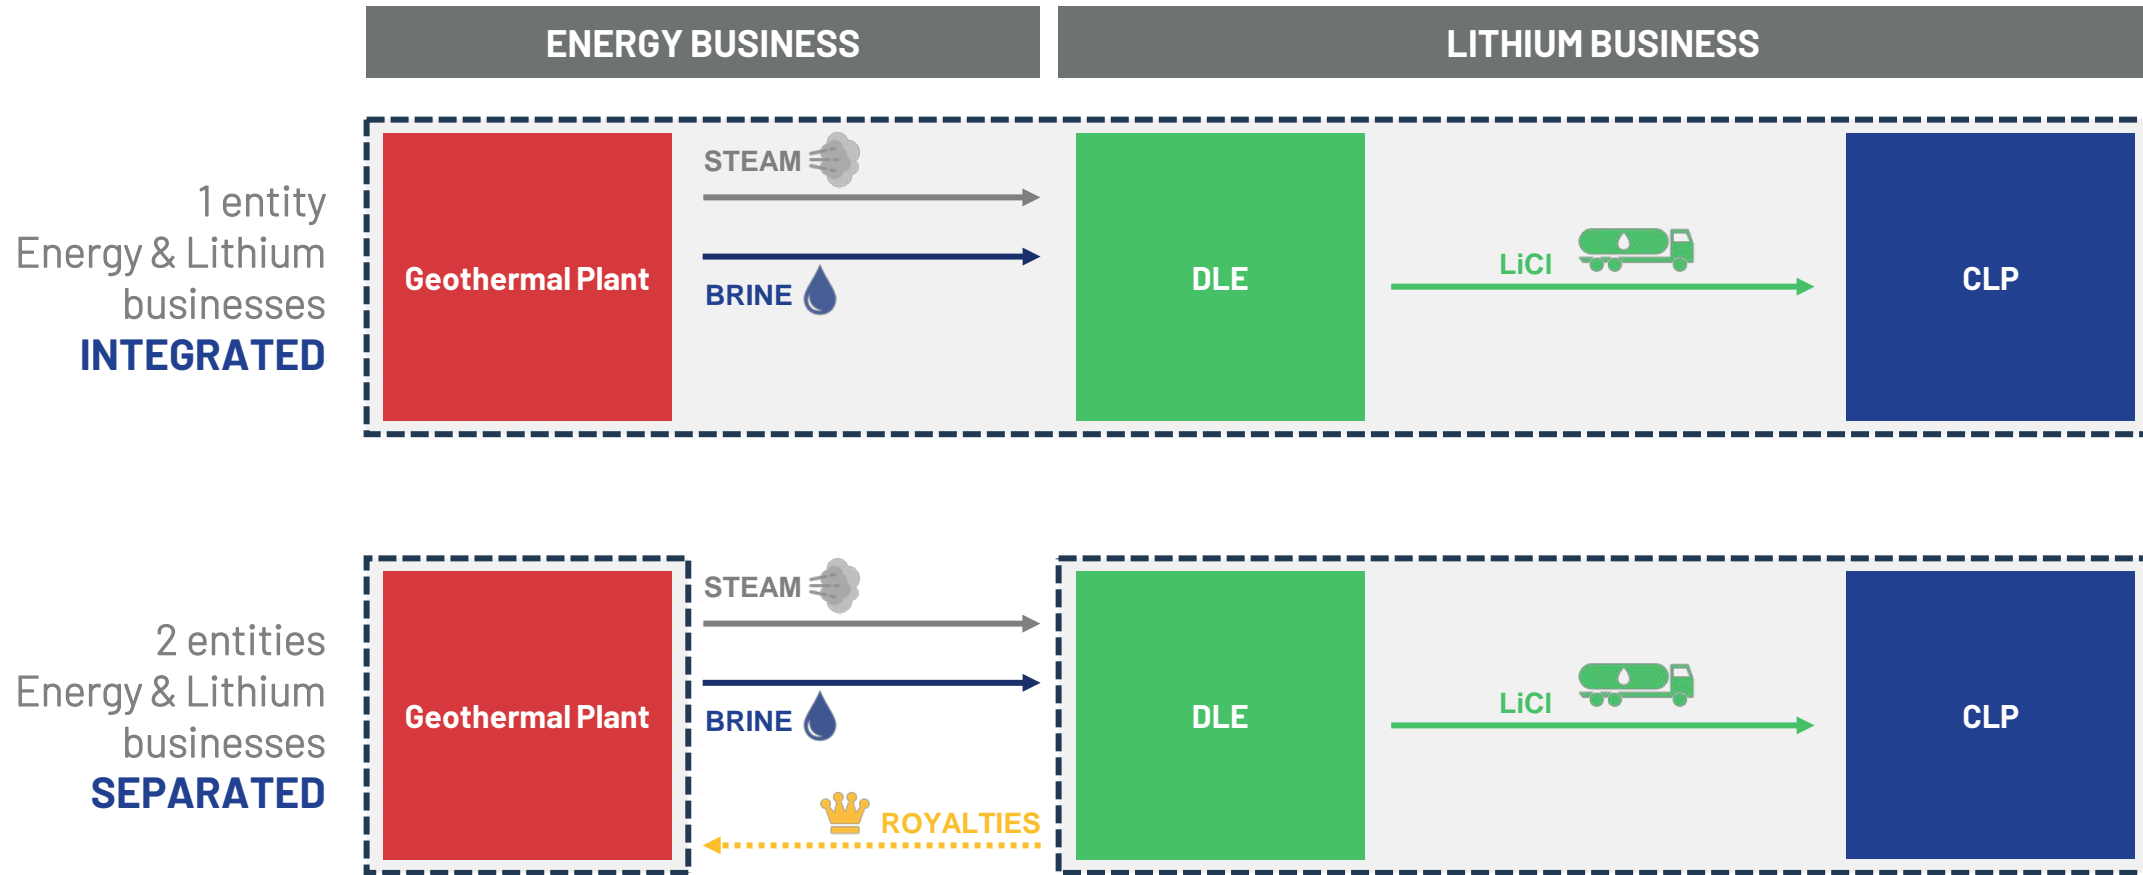 ENERGY BUSINESS
LITHIUM BUSINESS
1 entity
Energy & Lithium
businesses
INTEGRATED
Geothermal Plant
STEAM
BRINE
DLE
LiCl
CLP
2 entities
Energy & Lithium
businesses
SEPARATED
Geothermal Plant
STEAM
BRINE
ROYALTIES
DLE
LiCl
CLP